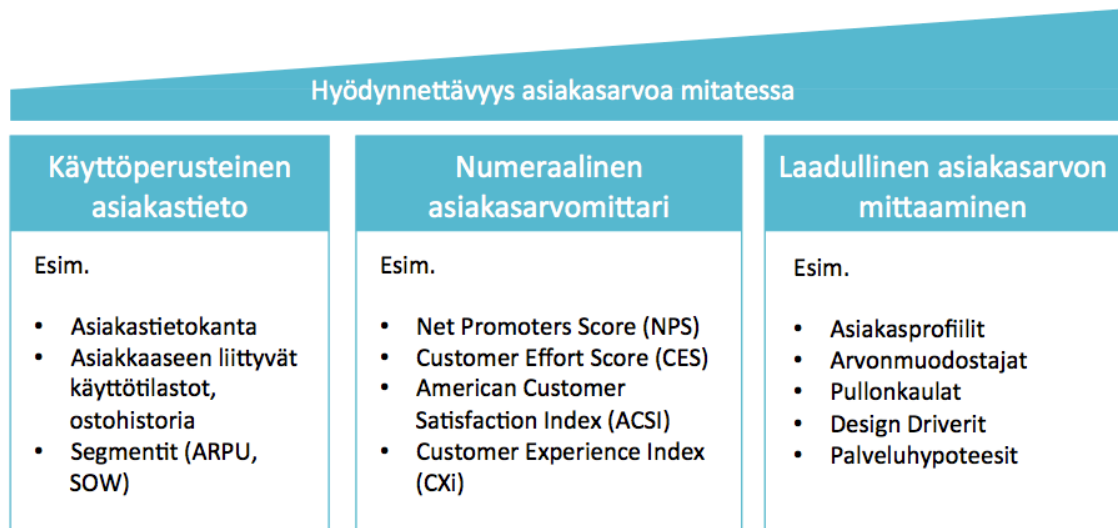 Hyödynnettävyys asiakasarvoa mitatessa
Käyttöperusteinen
asiakastieto
Esim.
• Asiakastietokanta
• Asiakkaaseen liittyvät
käyttötilastot,
ostohistoria
• Segmentit (ARPU,
SOW)
Numeraalinen
asiakasarvomittari
Esim.
• Net Promoters Score (NPS)
• Customer Effort Score (CES)
• American Customer
Satisfaction Index (ACSI)
• Customer Experience Index
(CXi)
Laadullinen asiakasarvon
mittaaminen
Esim.
• Asiakasprofiilit
• Arvonmuodostajat
• Pullonkaulat
• Design Driverit
• Palveluhypoteesit